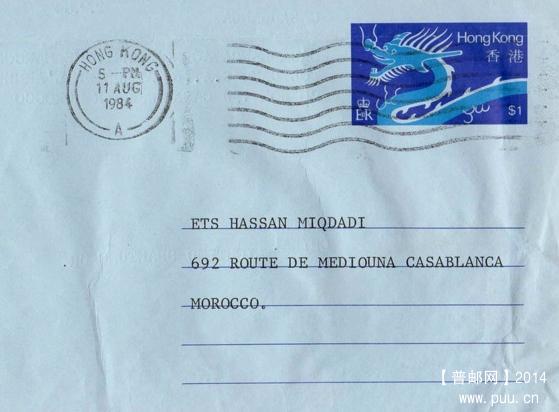 HONG KONG
5 - PM
11 AUG
1984
A
Hong Kong
香港
ER
$1
ETS HASSAN MIQDADI
692 ROUTE DE MEDIOUNA CASABLANCA
MOROCCO.
【普邮网】2014
www.puu.cn